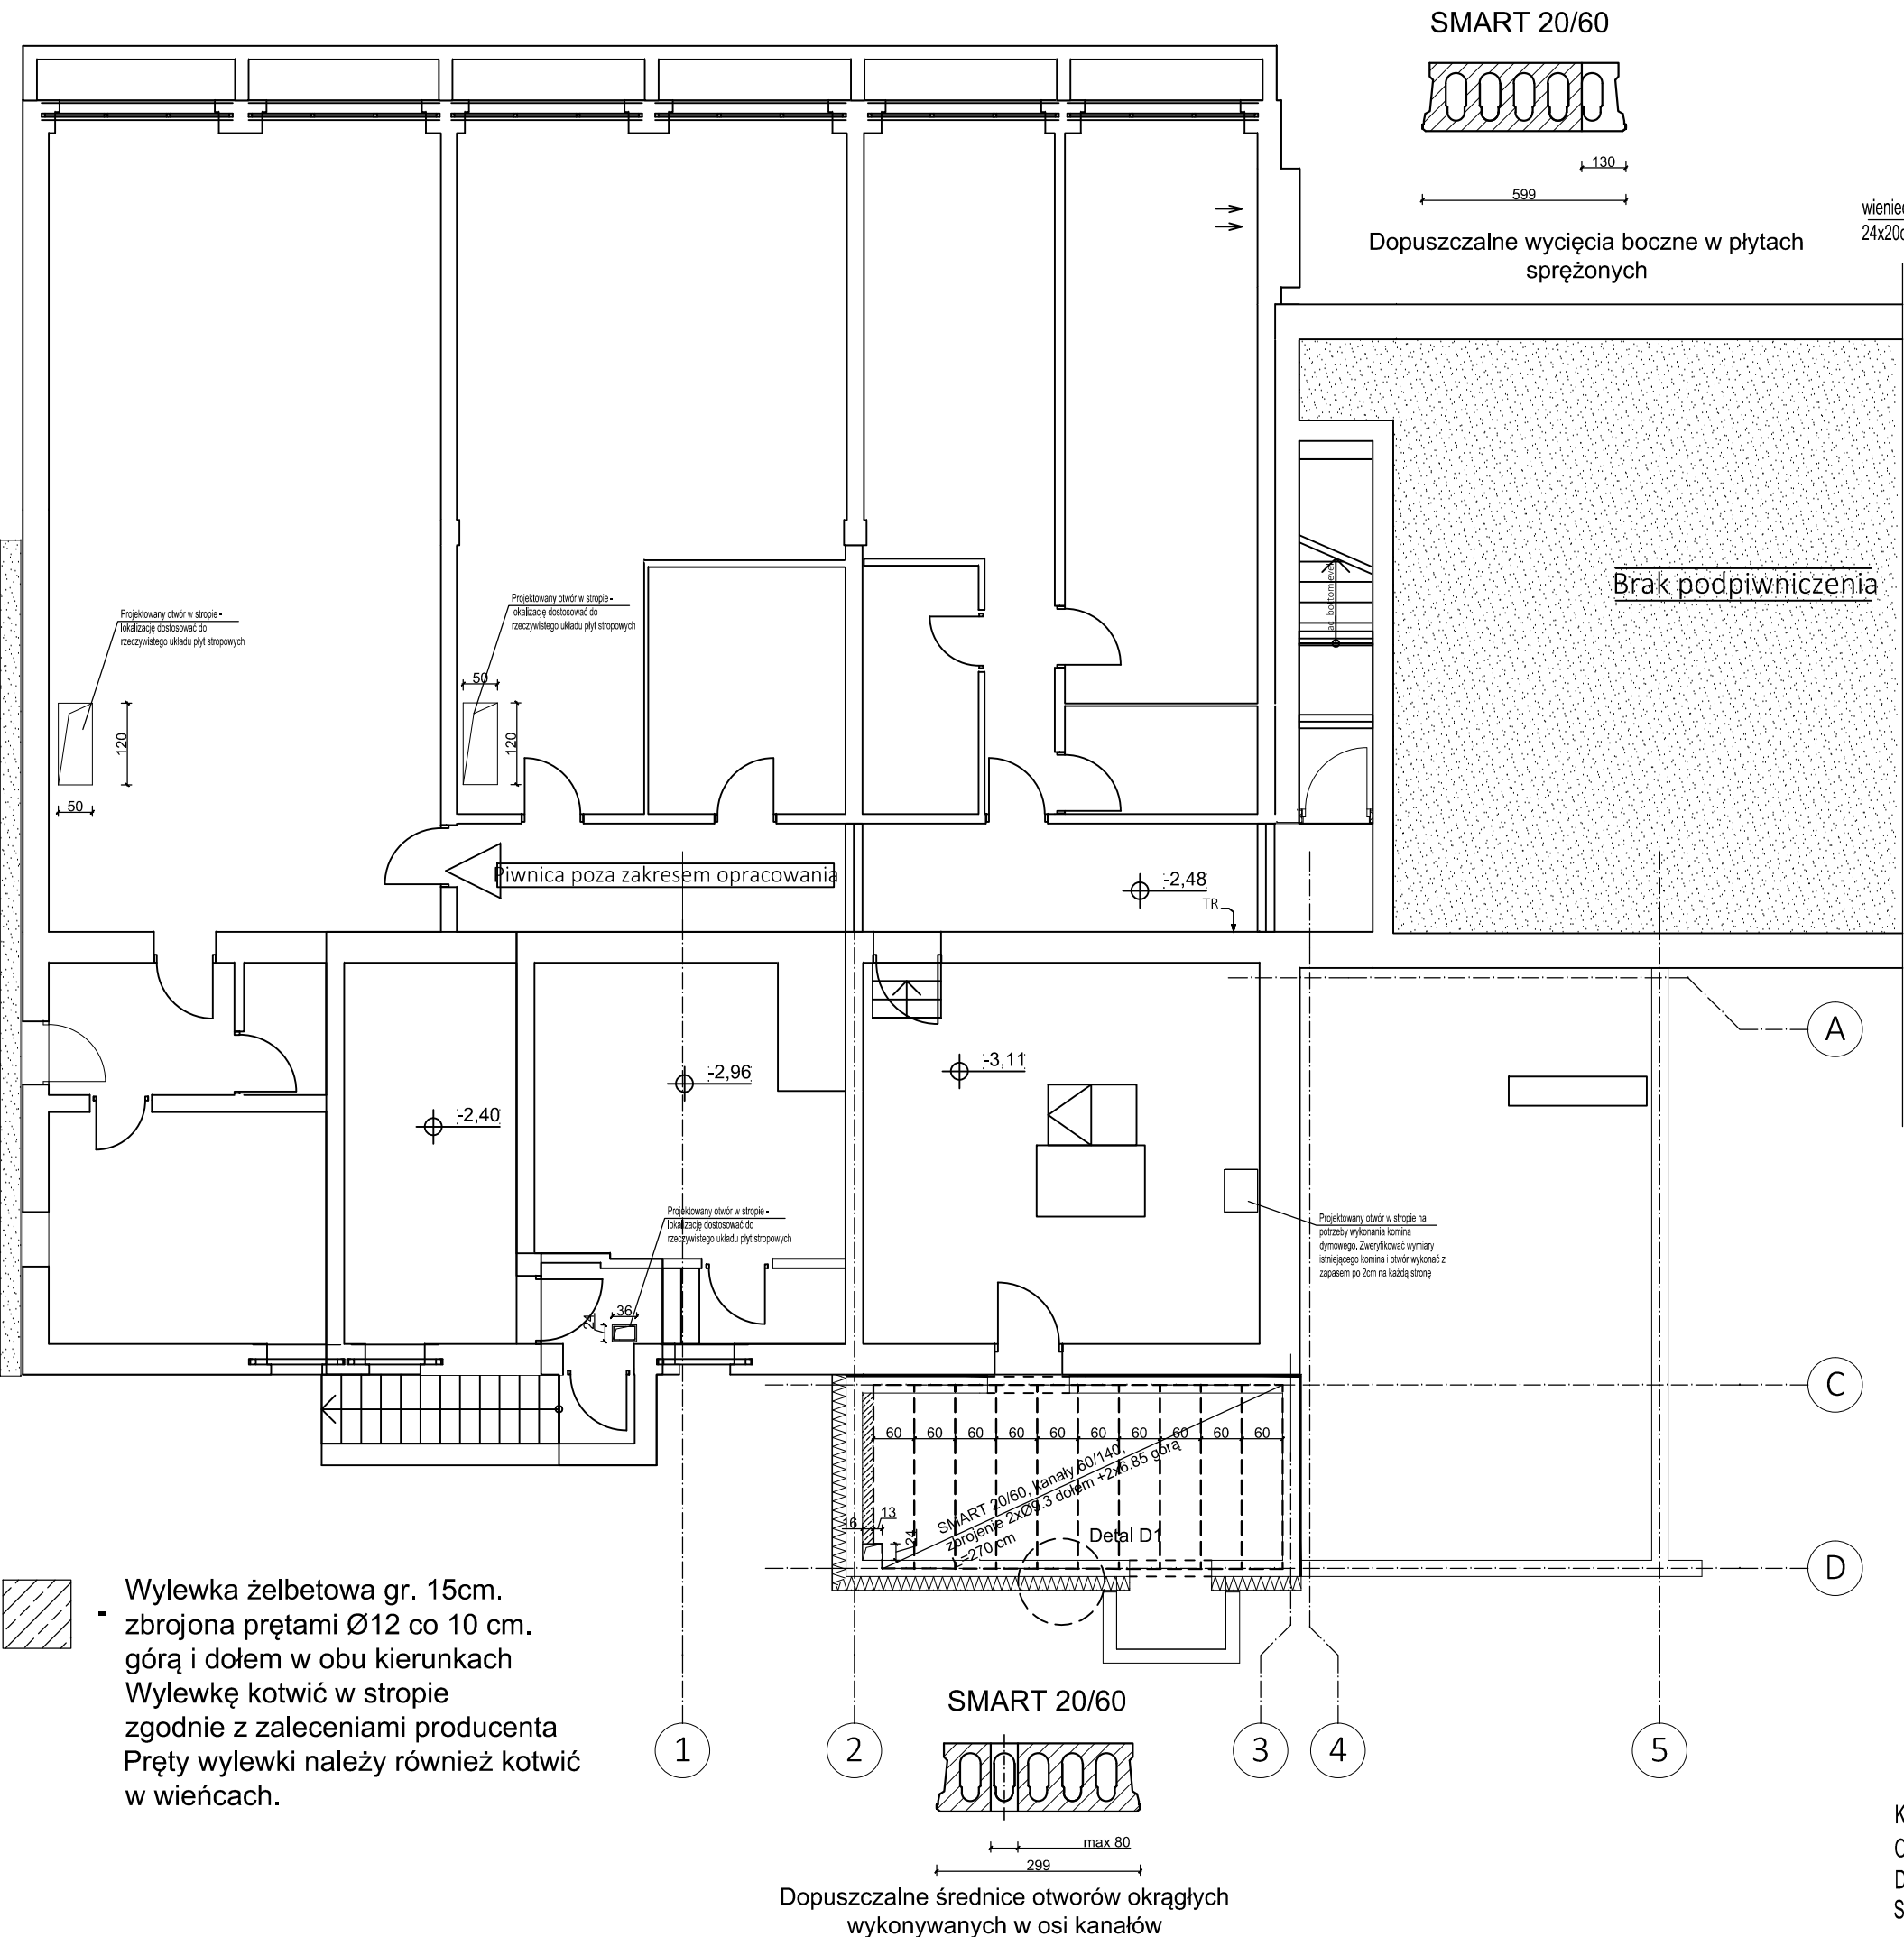 SMART 20/60
130
599
Dopuszczalne wycięcia boczne w płytach
sprężonych
24x20
Projektowany otwór w stropie -
lokalizację dostosować do
rzeczywistego układu płyt stropowych
120
50
Projektowany otwór w stropie -
lokalizację dostosować do
rzeczywistego układu płyt stropowych
50
120
Brak podpiwniczenia
Piwnica poza zakresem opracowania
-2,48
TR
A
-3,11
-2,96
-2,40
Projektowany otwór w stropie -
lokalizację dostosować do
rzeczywistego układu płyt stropowych
36
24
Projektowany otwór w stropie na
potrzeby wykonania komina
dymowego. Zweryfikować wymiary
istniejącego komina i otwór wykonać z
zapasem po 2cm na każdą stronę
C
60 60 60 60 60 60 60 60 60 60
SMART 20/60, kanały 60/140,
zbrojenie 2xØ9.3 dołem +2x6.85 górą
L=270 cm
16
13
24
Detal D1
D
- Wylewka żelbetowa gr. 15cm.
zbrojona prętami Ø12 co 10 cm.
górą i dołem w obu kierunkach
Wylewkę kotwić w stropie
zgodnie z zaleceniami producenta
Pręty wylewki należy również kotwić
w wieńcach.
1
2
3
4
5
SMART 20/60
max 80
299
Dopuszczalne średnice otworów okrągłych
wykonywanych w osi kanałów